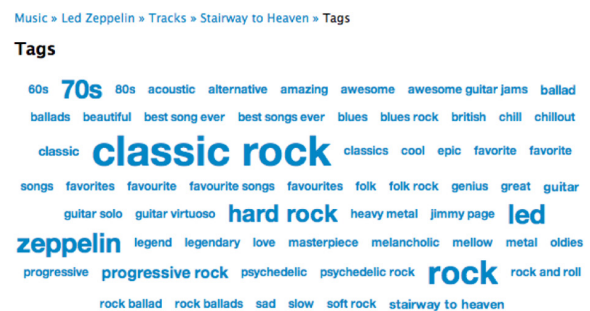 Music » Led Zeppelin » Tracks » Stairway to Heaven » Tags
Tags
60s 70s 80s acoustic alternative amazing awesome awesome guitar jams ballad
ballads beautiful best song ever best songs ever blues blues rock british chill chillout
classic classic rock classics cool epic favorite favorite
songs favorites favourite favourite songs favourites folk folk rock genius great guitar
guitar solo guitar virtuoso hard rock heavy metal jimmy page led
zeppelin legend legendary love masterpiece melancholic mellow metal oldies
progressive progressive rock psychedelic psychedelic rock rock rock and roll
rock ballad rock ballads sad slow soft rock stairway to heaven